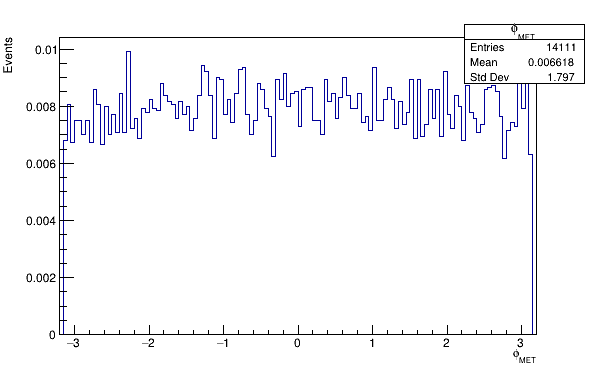 ϕ_MET
Entries 14111
Mean 0.006618
Std Dev 1.797
Events
0.01
0.008
0.006
0.004
0.002
0
−3 −2 −1 0 1 2 3
ϕ_MET